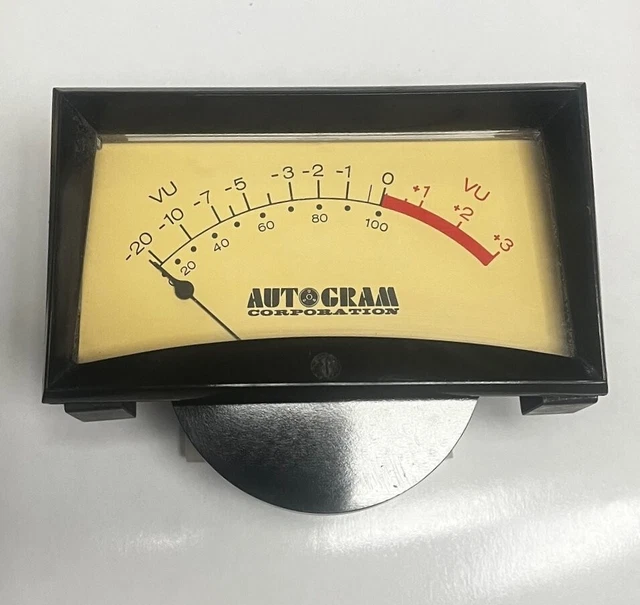 VU -20 -10 -7 -5 -3 -2 -1 0 +1 +2 +3 VU
20 40 60 80 100
AUTOGRAM
CORPORATION